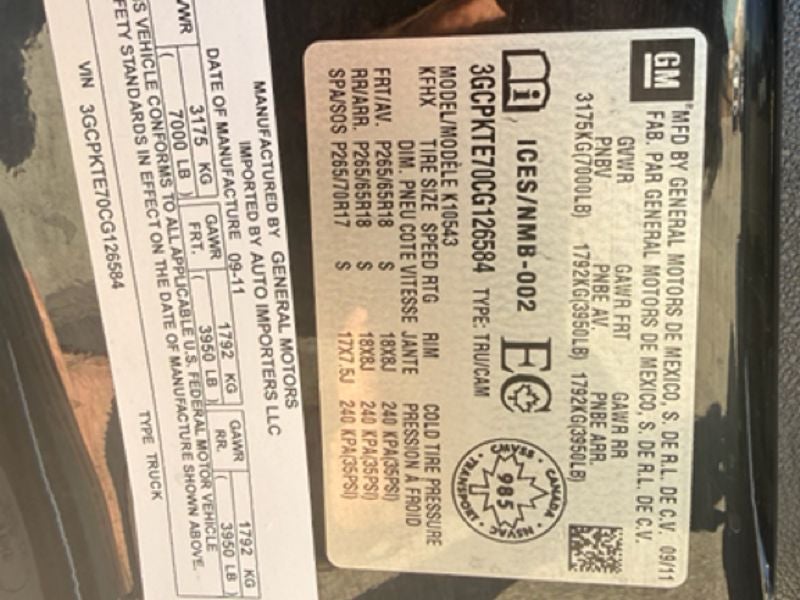 GM MFD BY GENERAL MOTORS DE MEXICO, S. DE R.L. DE C.V. 09/11
FAB. PAR GENERAL MOTORS DE MEXICO, S. DE R.L. DE C.V.
GVWR GAWR FRT GAWR RR
PNBV PNBE AV. PNBE ARR.
3175KG(7000LB) 1792KG(3950LB) 1792KG(3950LB)
i ICES/NMB-002 EC
CANADA
985
TRANSPORT
NSVAC
CMVSS
3GCPKTE70CG126584 TYPE: TRU/CAM
MODEL/MODÈLE K10543
KFHX TIRE SIZE SPEED RTG RIM COLD TIRE PRESSURE
DIM. PNEU COTE VITESSE JANTE PRESSION À FROID
FRT/AV. P265/65R18 S 18X8J 240 KPA(35PSI)
RR/ARR. P265/65R18 S 18X8J 240 KPA(35PSI)
SPA/SOS P265/70R17 S 17X7.5J 240 KPA(35PSI)
MANUFACTURED BY GENERAL MOTORS
IMPORTED BY AUTO IMPORTERS LLC
DATE OF MANUFACTURE 09-11
VWR 3175 KG GAWR 1792 KG GAWR 1792 KG
( 7000 LB ) FRT. ( 3950 LB ) RR. ( 3950 LB )
S VEHICLE CONFORMS TO ALL APPLICABLE U.S. FEDERAL MOTOR VEHICLE
FETY STANDARDS IN EFFECT ON THE DATE OF MANUFACTURE SHOWN ABOVE.
VIN 3GCPKTE70CG126584 TYPE TRUCK